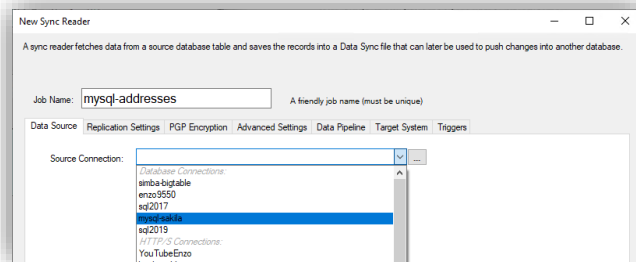 New Sync Reader
A sync reader fetches data from a source database table and saves the records into a Data Sync file that can later be used to push changes into another database.
Job Name: mysql-addresses A friendly job name (must be unique)
Data Source Replication Settings PGP Encryption Advanced Settings Data Pipeline Target System Triggers
Source Connection: ...
Database Connections:
simba-bigtable
enzo9550
sql2017
mysql-sakila
sql2019
HTTP/S Connections:
YouTubeEnzo